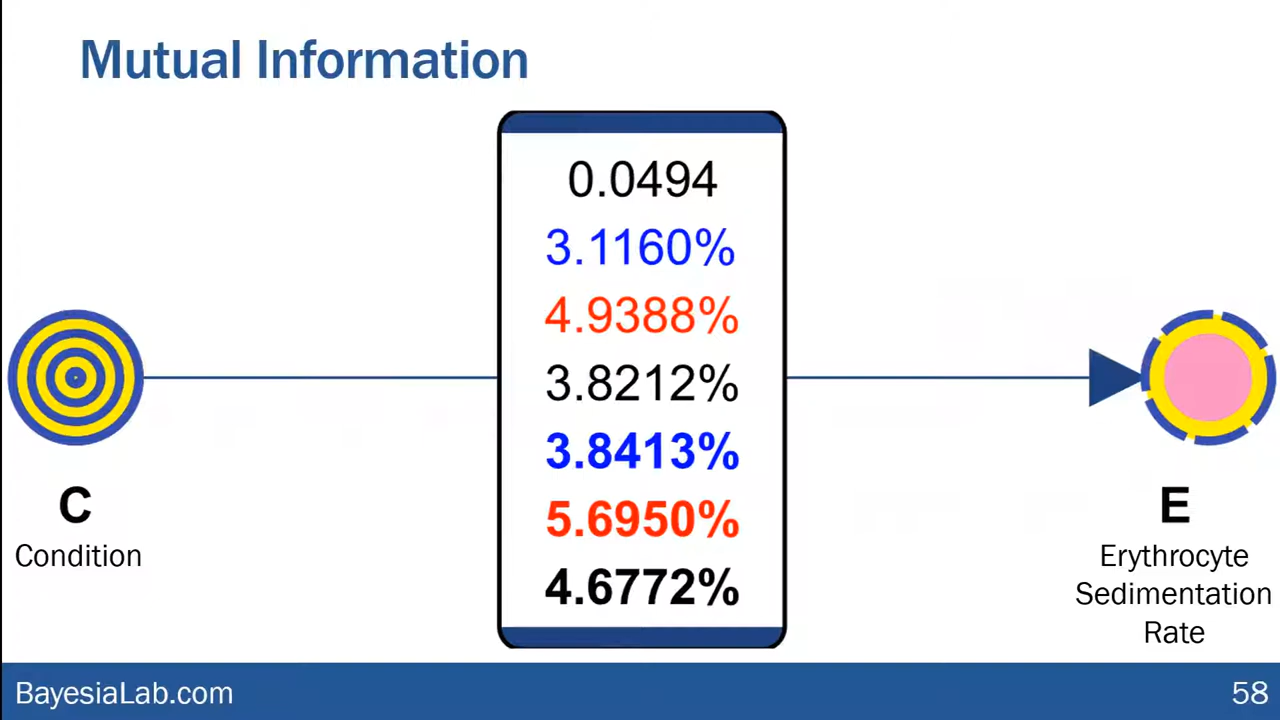 Mutual Information
0.0494
3.1160%
4.9388%
3.8212%
3.8413%
5.6950%
4.6772%
C
Condition
E
Erythrocyte
Sedimentation
Rate
BayesiaLab.com
58